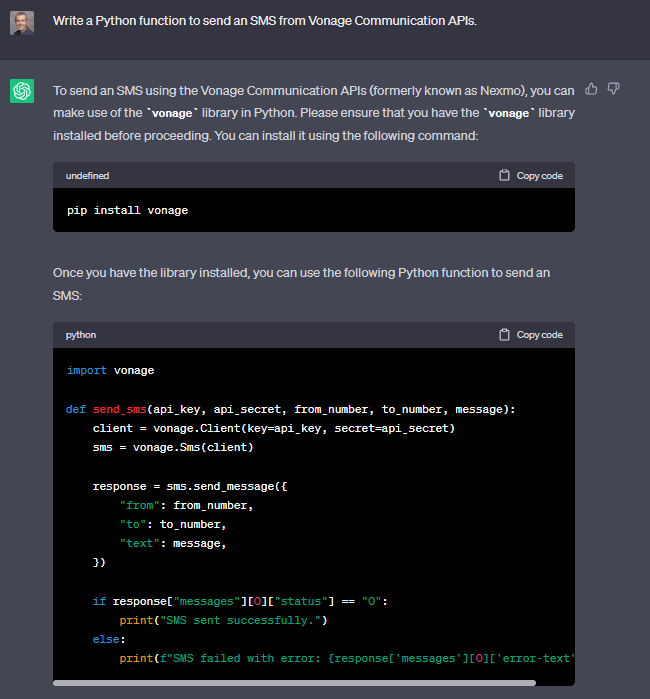 Write a Python function to send an SMS from Vonage Communication APIs.
To send an SMS using the Vonage Communication APIs (formerly known as Nexmo), you can
make use of the `vonage` library in Python. Please ensure that you have the `vonage` library
installed before proceeding. You can install it using the following command:
undefined Copy code
pip install vonage
Once you have the library installed, you can use the following Python function to send an
SMS:
python Copy code
import vonage
def send_sms(api_key, api_secret, from_number, to_number, message):
    client = vonage.Client(key=api_key, secret=api_secret)
    sms = vonage.Sms(client)
    response = sms.send_message({
        "from": from_number,
        "to": to_number,
        "text": message,
    })
    if response["messages"][0]["status"] == "0":
        print("SMS sent successfully.")
    else:
        print(f"SMS failed with error: {response['messages'][0]['error-text'